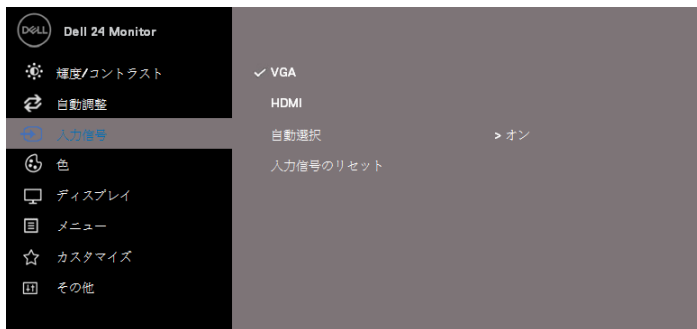 DELL Dell 24 Monitor
輝度/コントラスト
✓ VGA
自動調整
HDMI
入力信号
自動選択 > オン
色
入力信号のリセット
ディスプレイ
メニュー
カスタマイズ
その他